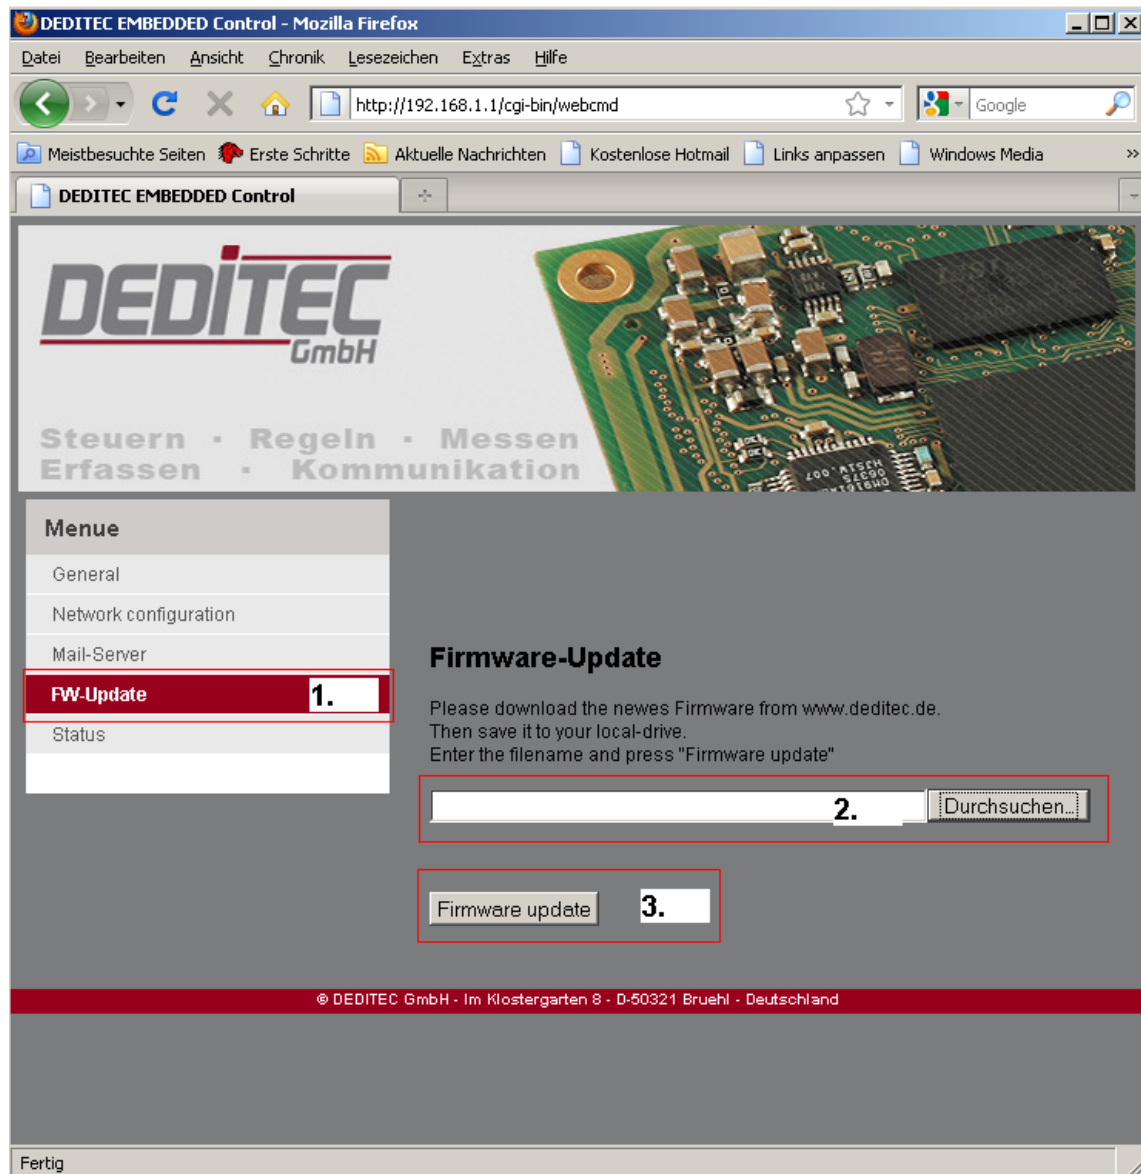 DEDITEC EMBEDDED Control - Mozilla Firefox
Datei Bearbeiten Ansicht Chronik Lesezeichen Extras Hilfe
http://192.168.1.1/cgi-bin/webcmd Google
Meistbesuchte Seiten Erste Schritte Aktuelle Nachrichten Kostenlose Hotmail Links anpassen Windows Media »
DEDITEC EMBEDDED Control
DEDITEC
GmbH
Steuern · Regeln · Messen
Erfassen · Kommunikation
Menue
General
Network configuration
Mail-Server
FW-Update 1.
Status
Firmware-Update
Please download the newes Firmware from www.deditec.de.
Then save it to your local-drive.
Enter the filename and press "Firmware update"
2. Durchsuchen...
Firmware update 3.
© DEDITEC GmbH - Im Klostergarten 8 - D-50321 Bruehl - Deutschland
Fertig